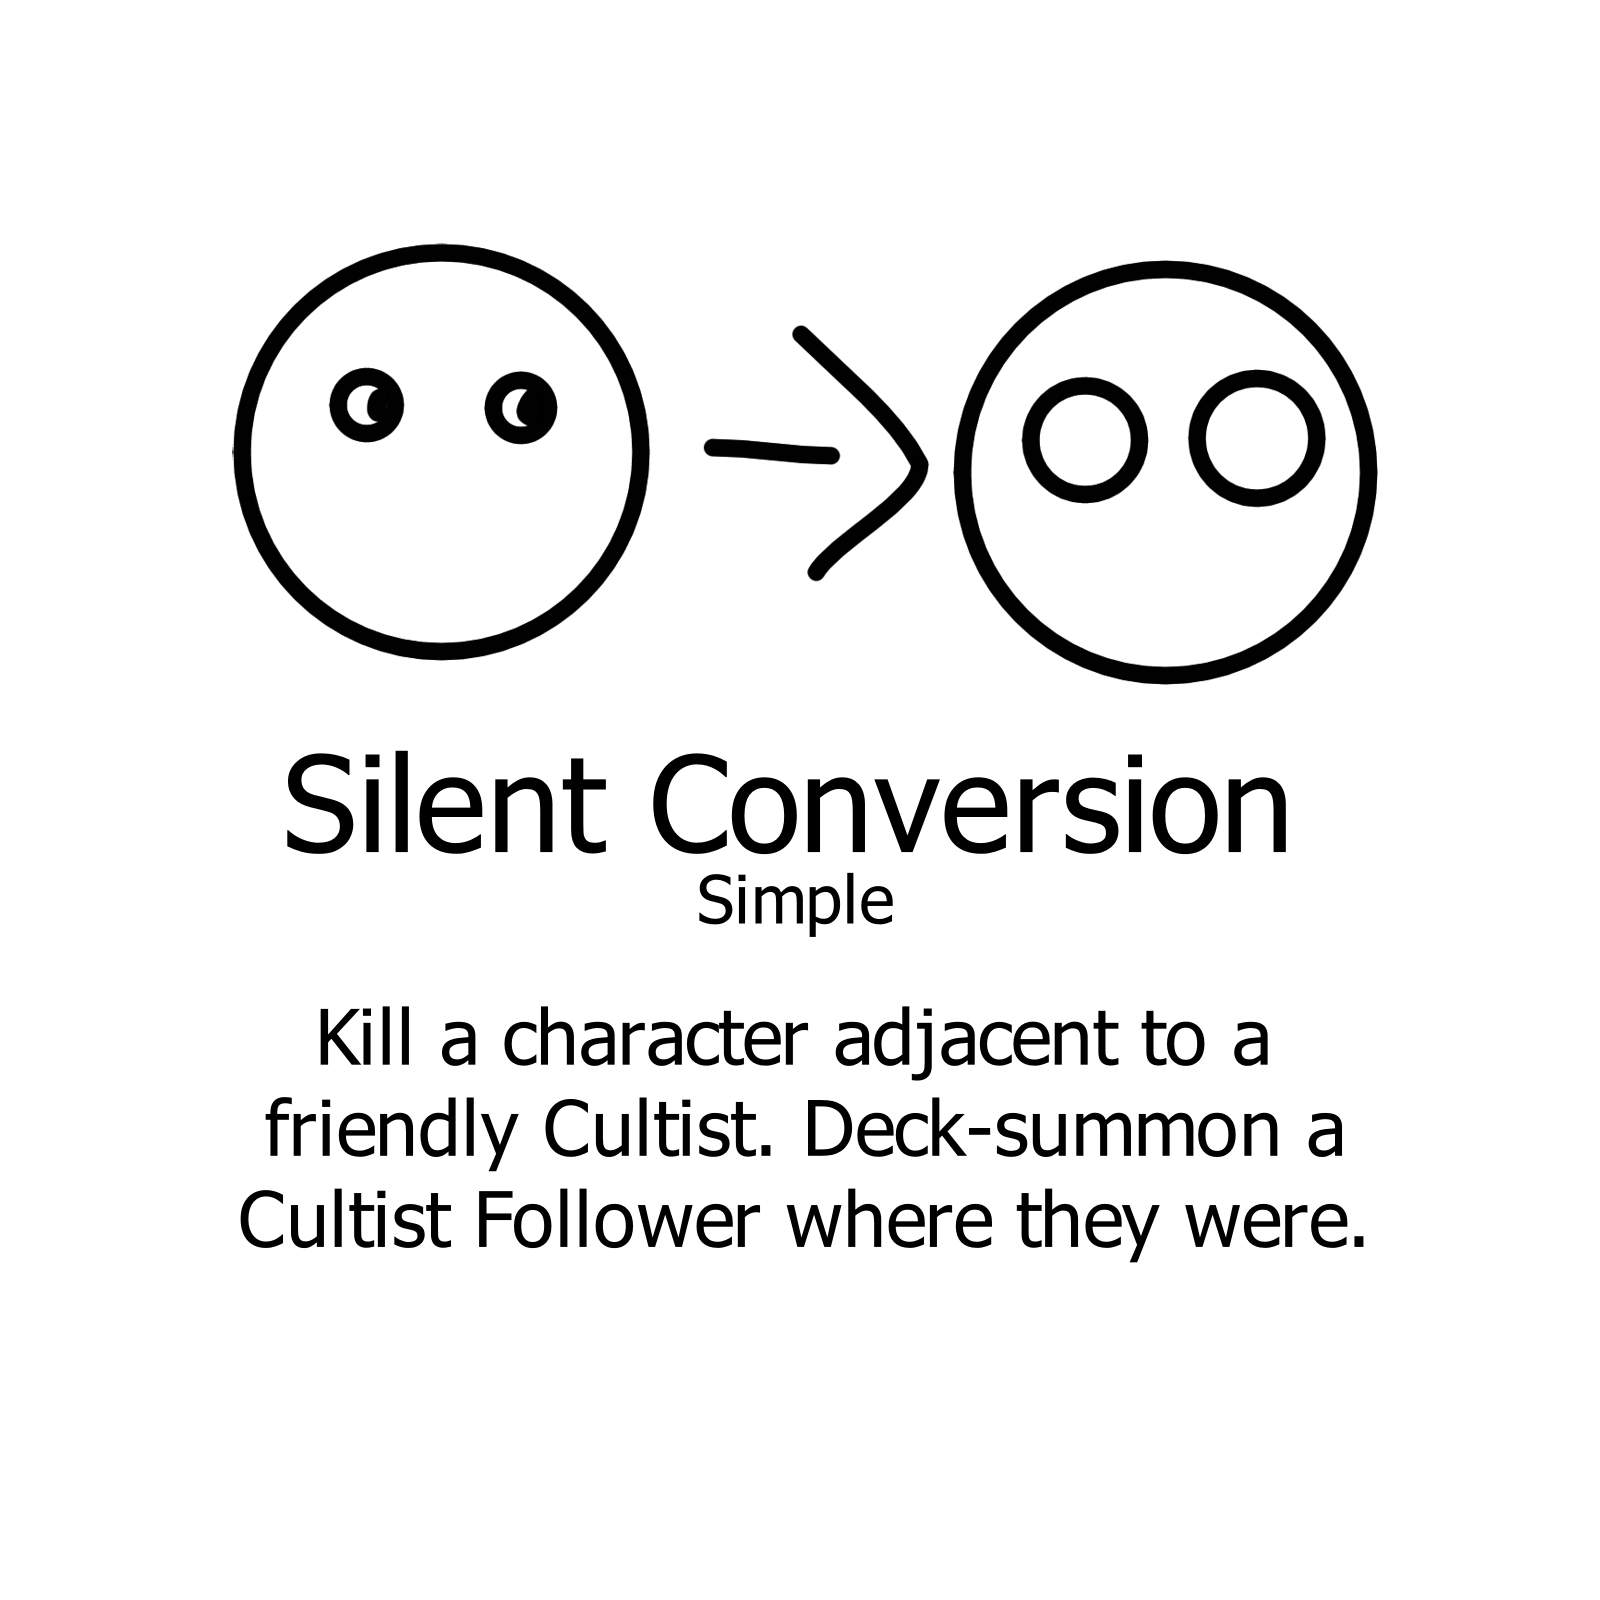 Silent Conversion
Simple
Kill a character adjacent to a
friendly Cultist. Deck-summon a
Cultist Follower where they were.